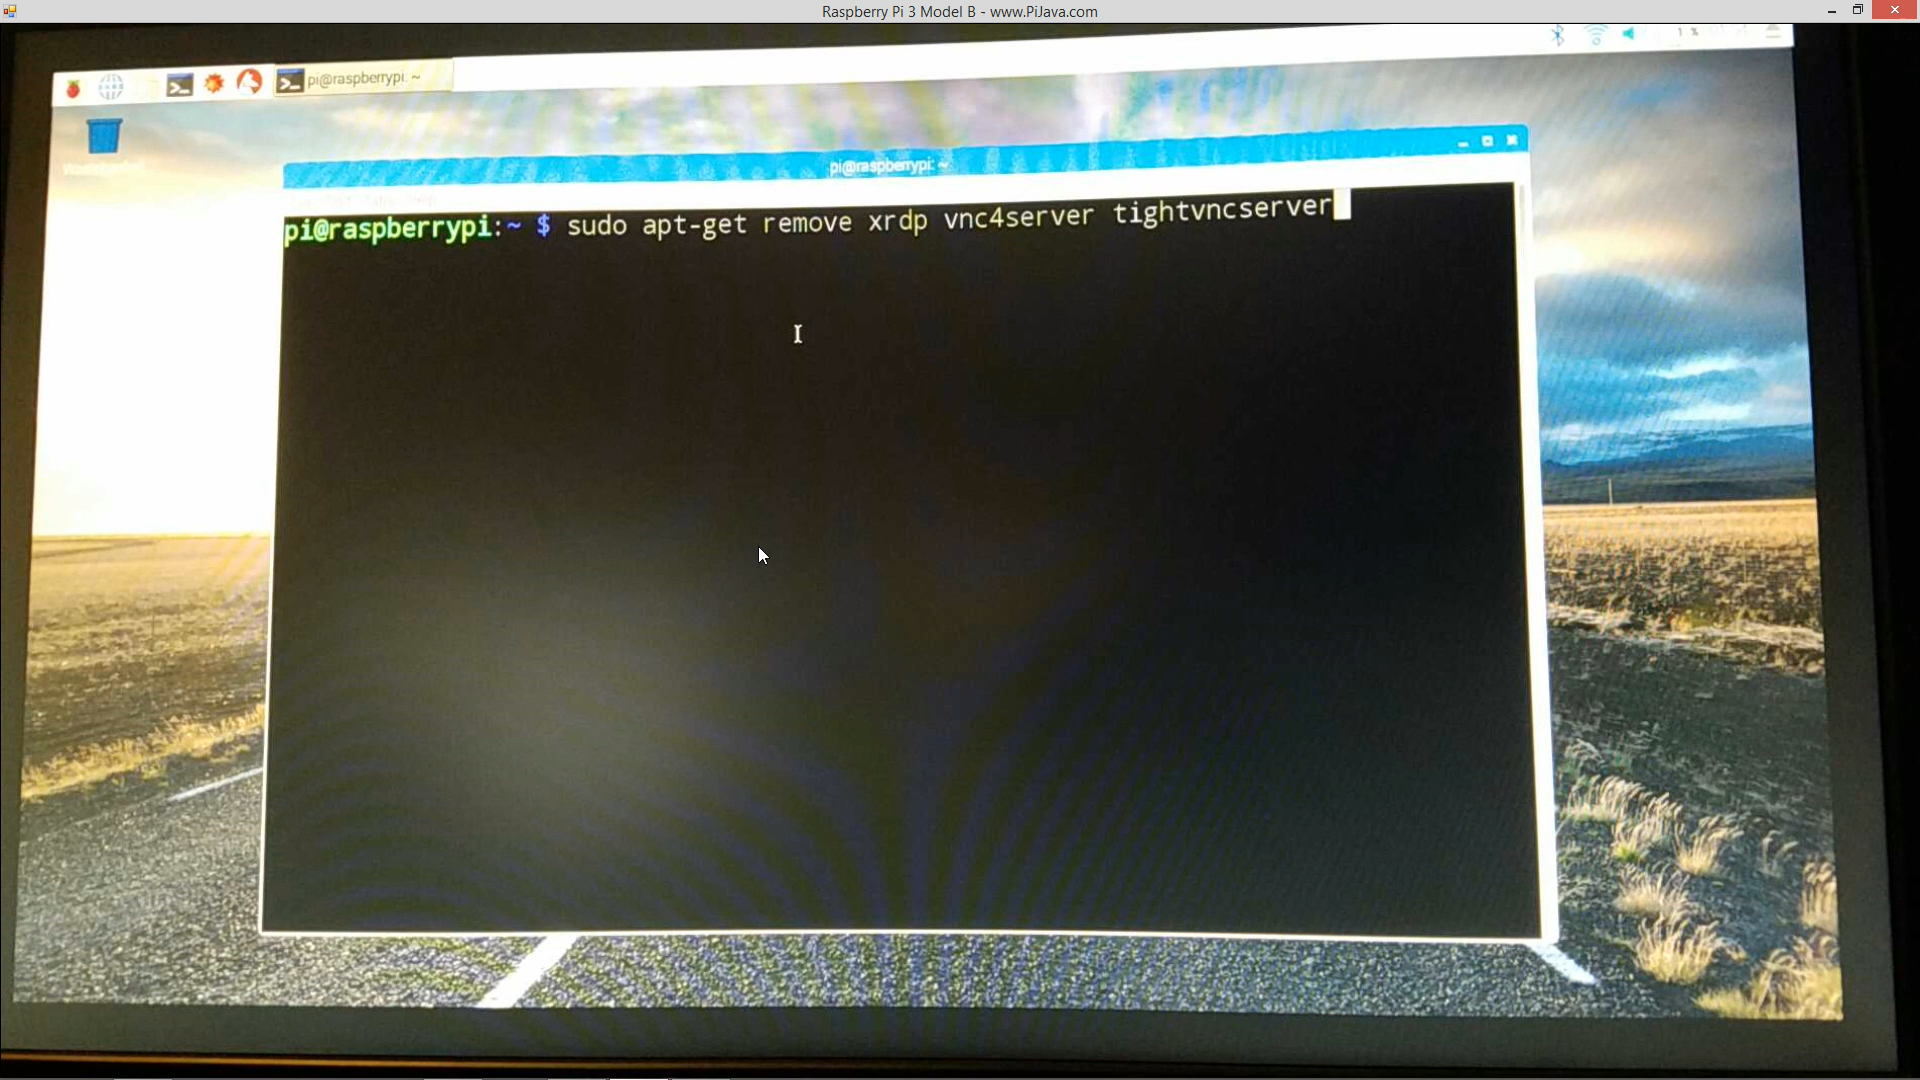 Raspberry Pi 3 Model B - www.PiJava.com
pi@raspberrypi: ~
pi@raspberrypi: ~
pi@raspberrypi:~ $ sudo apt-get remove xrdp vnc4server tightvncserver